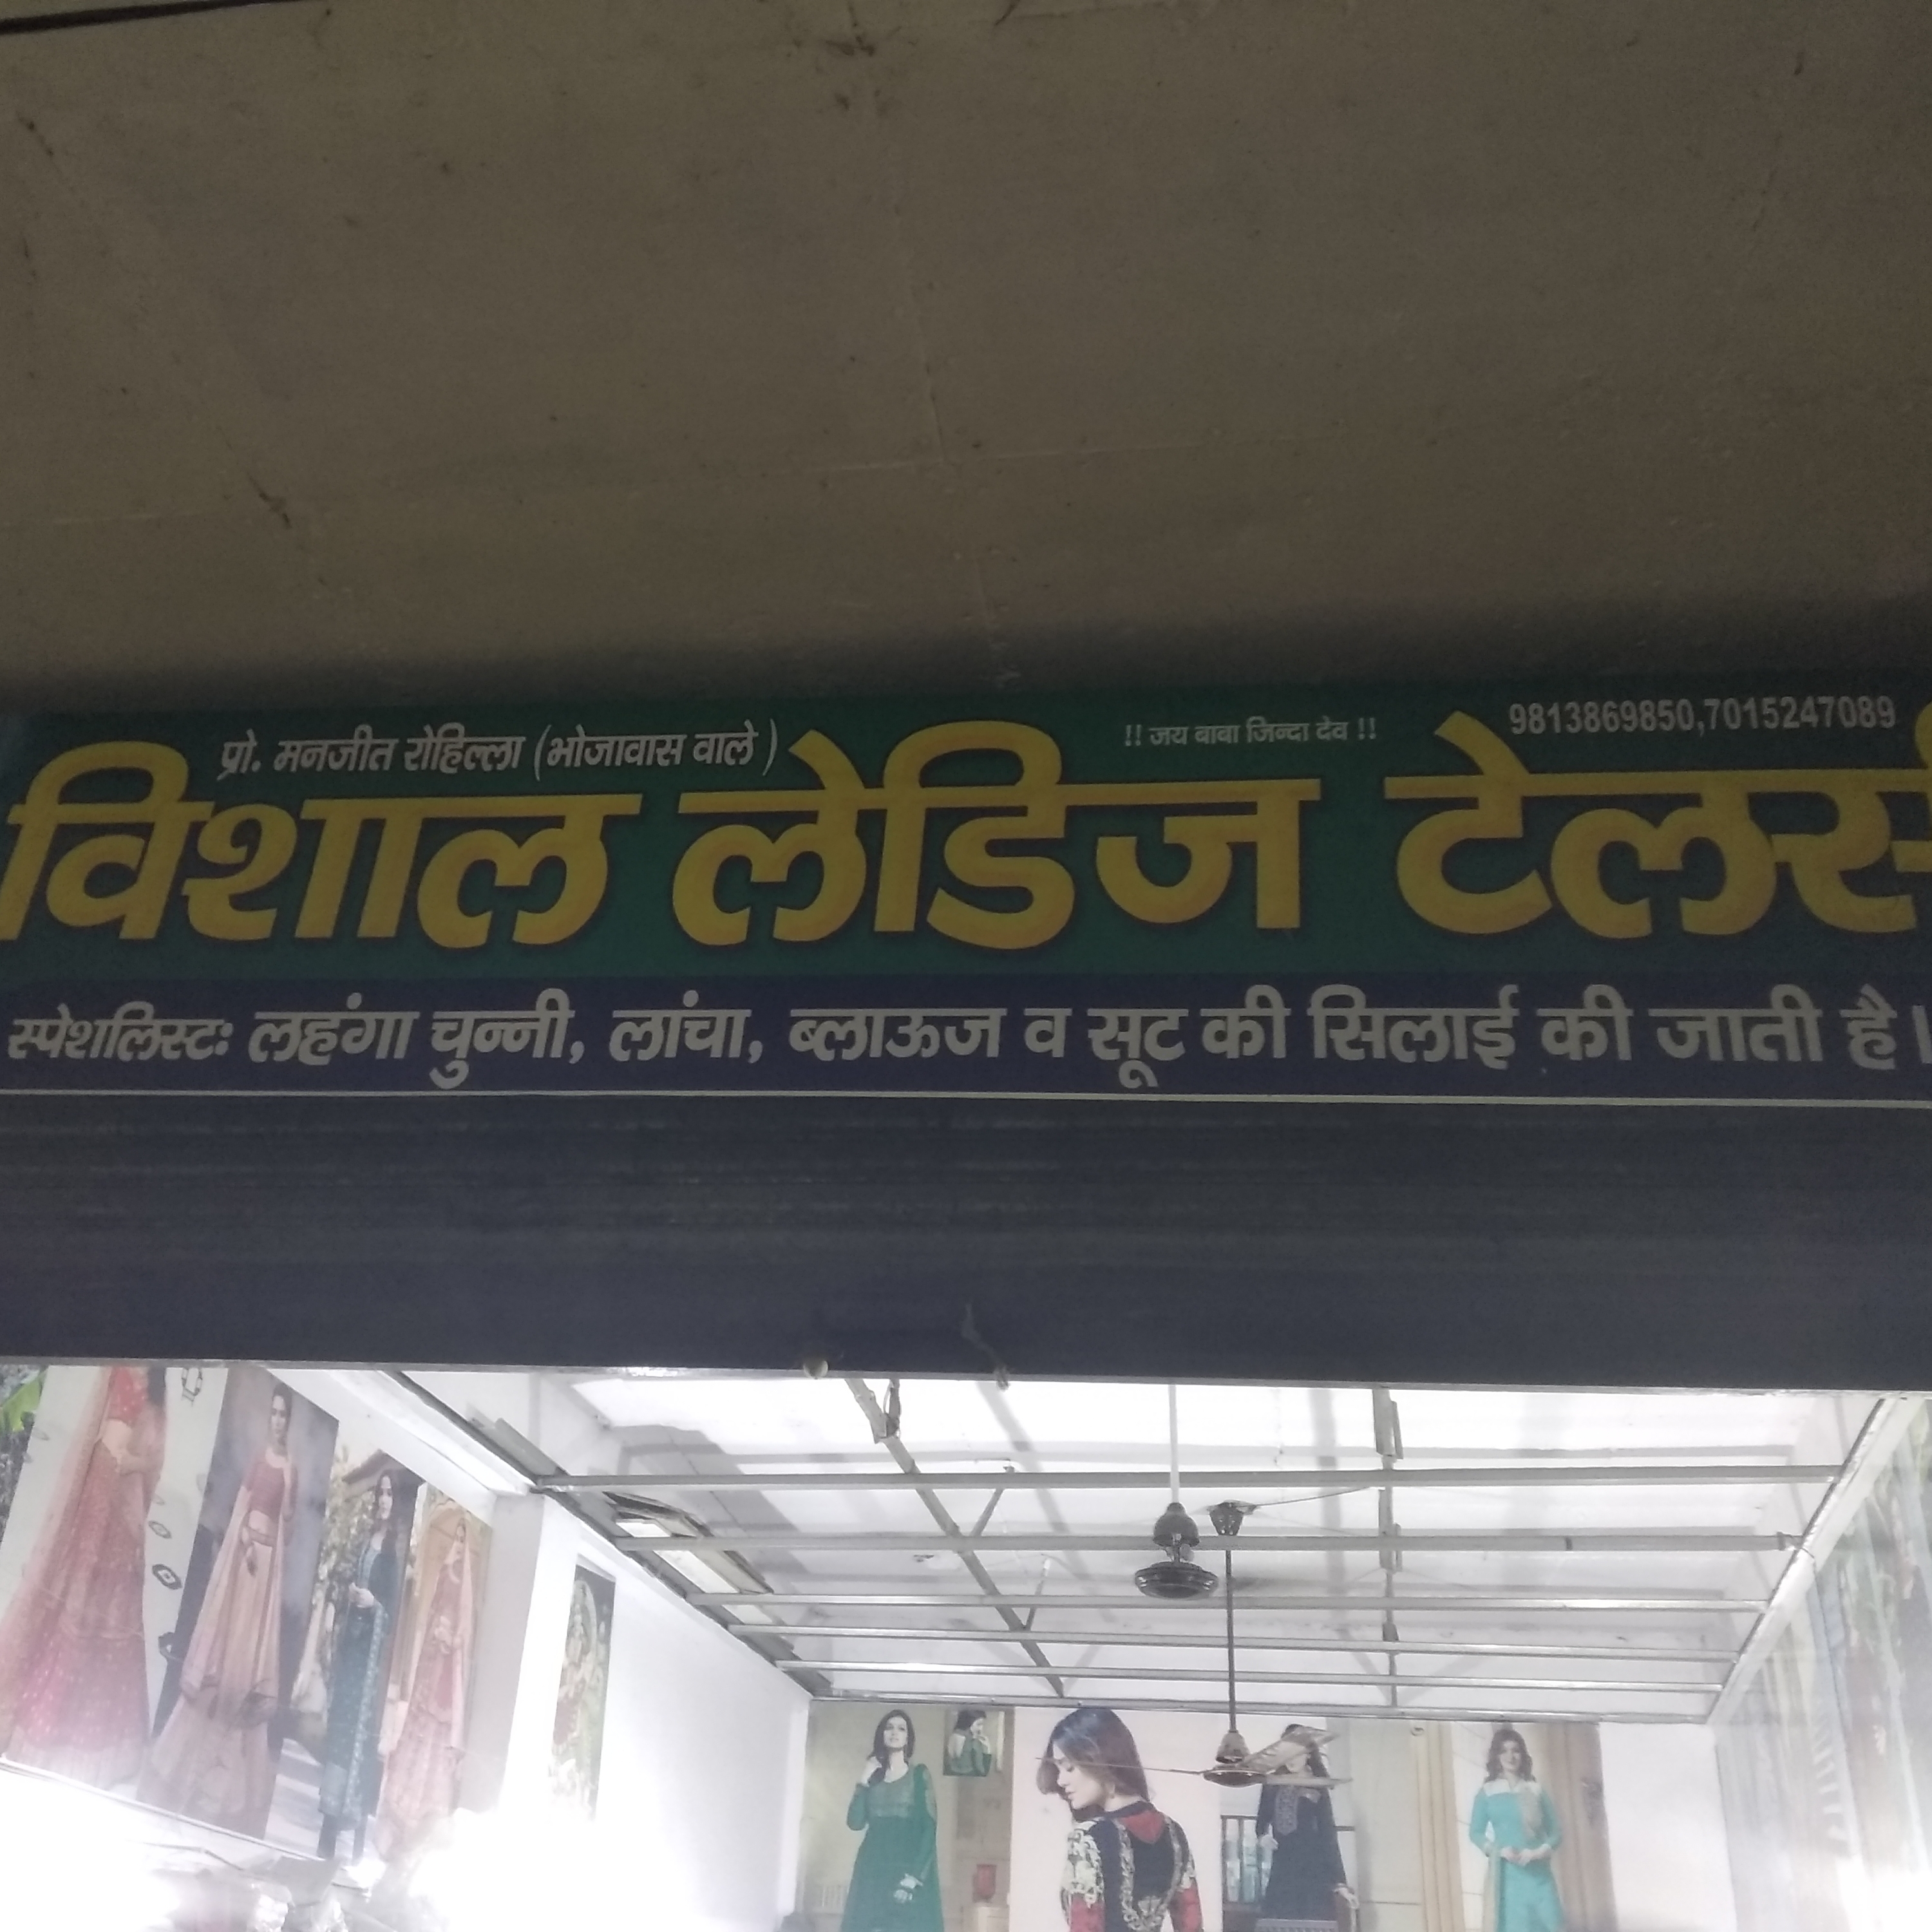 प्रो. मनजीत रोहिल्ला (भोजावास वाले)
!! जय बाबा जिन्दा देव !!
9813869850,7015247089
विशाल लेडिज टेलर्स
स्पेशलिस्टः लहंगा चुन्नी, लांचा, ब्लाऊज व सूट की सिलाई की जाती है।